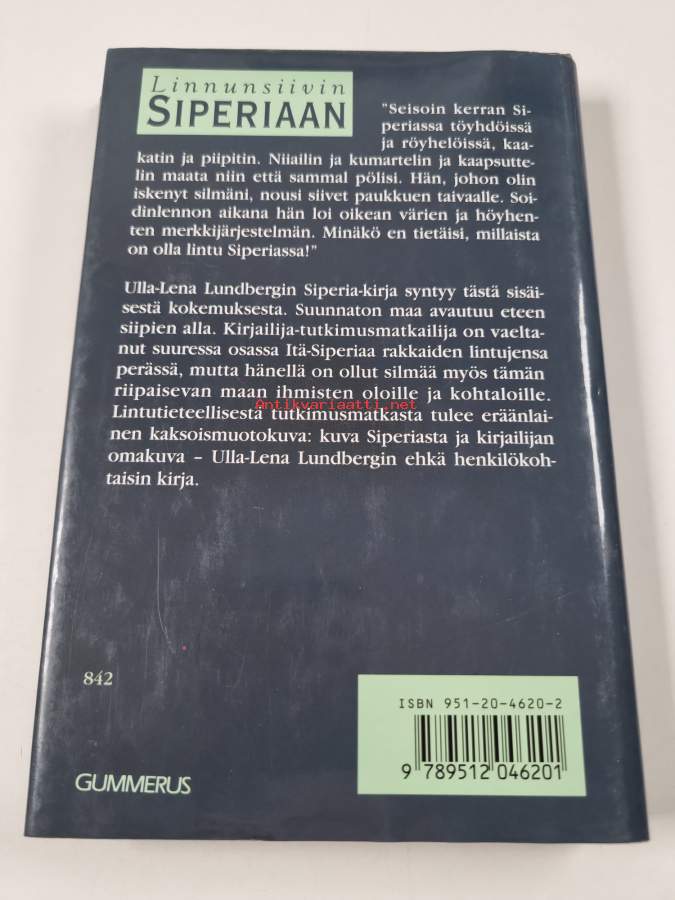 Linnunsiivin
SIPERIAAN
"Seisoin kerran Si-
periassa töyhdöissä
ja röyhelöissä, kaa-
katin ja piipitin. Niiailin ja kumartelin ja kaapsutte-
lin maata niin että sammal pölisi. Hän, johon olin
iskenyt silmäni, nousi siivet paukkuen taivaalle. Soi-
dinlennon aikana hän loi oikean värien ja höyhen-
ten merkkijärjestelmän. Minäkö en tietäisi, millaista
on olla lintu Siperiassa!"
Ulla-Lena Lundbergin Siperia-kirja syntyy tästä sisäi-
sestä kokemuksesta. Suunnaton maa avautuu eteen
siipien alla. Kirjailija-tutkimusmatkailija on vaelta-
nut suuressa osassa Itä-Siperiaa rakkaiden lintujensa
perässä, mutta hänellä on ollut silmää myös tämän
riipaisevan maan ihmisten oloille ja kohtaloille.
Antikvariaatti.net
Lintutieteellisestä tutkimusmatkasta tulee eräänlai-
nen kaksoismuotokuva: kuva Siperiasta ja kirjailijan
omakuva – Ulla-Lena Lundbergin ehkä henkilökoh-
taisin kirja.
842
ISBN 951-20-4620-2
9 789512 046201
GUMMERUS